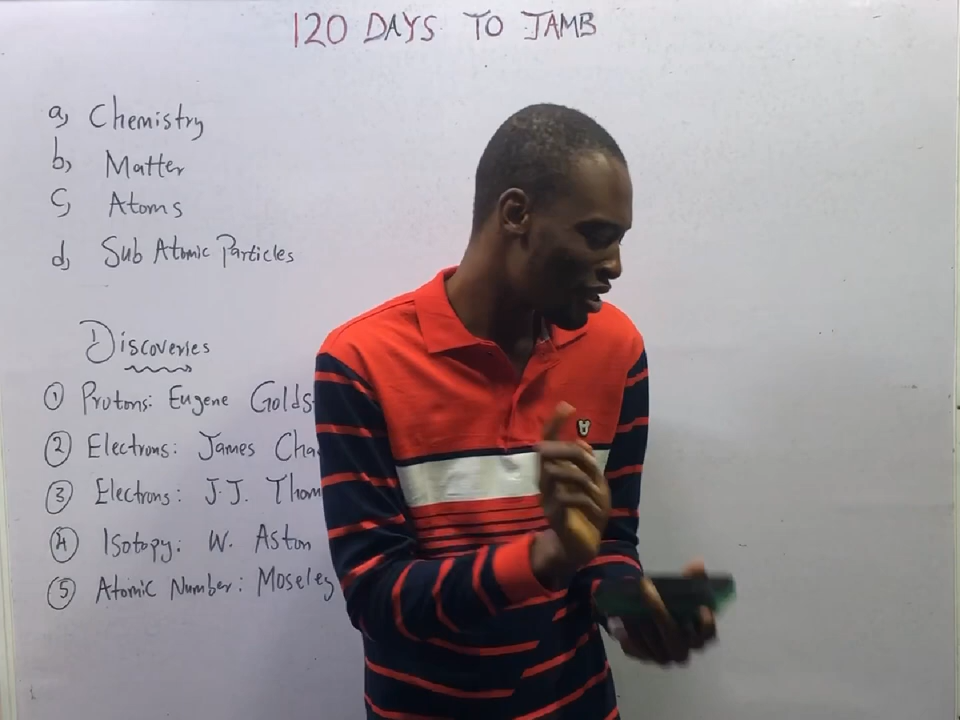 120 DAYS TO JAMB
a, Chemistry
b, Matter
c, Atoms
d, Sub Atomic Particles
Discoveries
1 Protons: Eugene Golds
2 Electrons: James Cha
3 Electrons: J.J. Thom
4 Isotopy: W. Aston
5 Atomic Number: Moseley